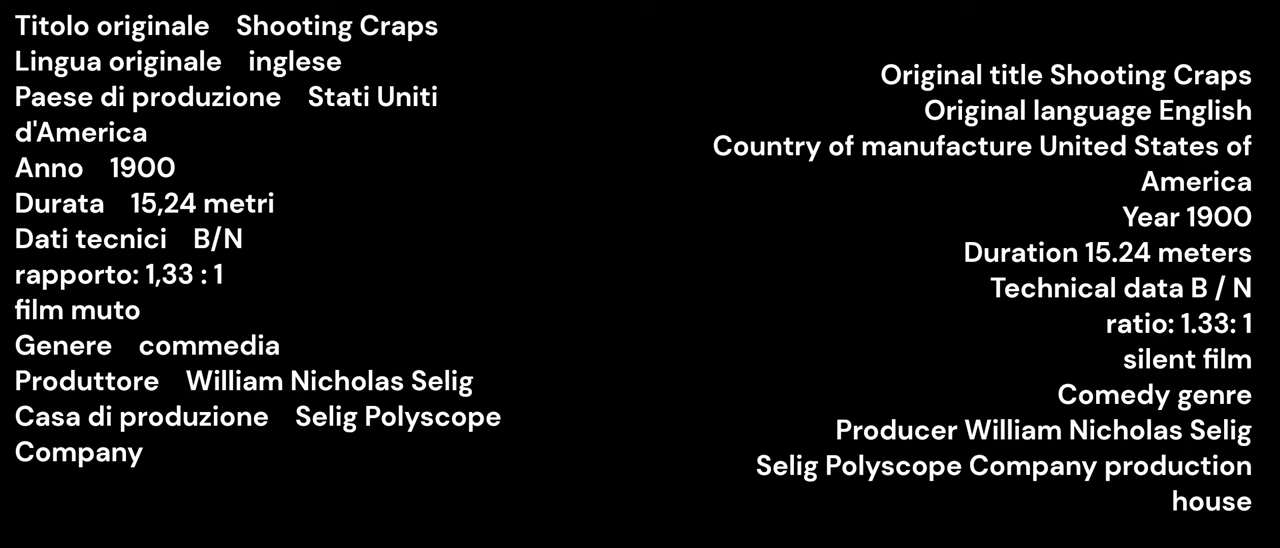 Titolo originale Shooting Craps
Lingua originale inglese
Paese di produzione Stati Uniti
d'America
Anno 1900
Durata 15,24 metri
Dati tecnici B/N
rapporto: 1,33 : 1
film muto
Genere commedia
Produttore William Nicholas Selig
Casa di produzione Selig Polyscope
Company
Original title Shooting Craps
Original language English
Country of manufacture United States of
America
Year 1900
Duration 15.24 meters
Technical data B / N
ratio: 1.33: 1
silent film
Comedy genre
Producer William Nicholas Selig
Selig Polyscope Company production
house